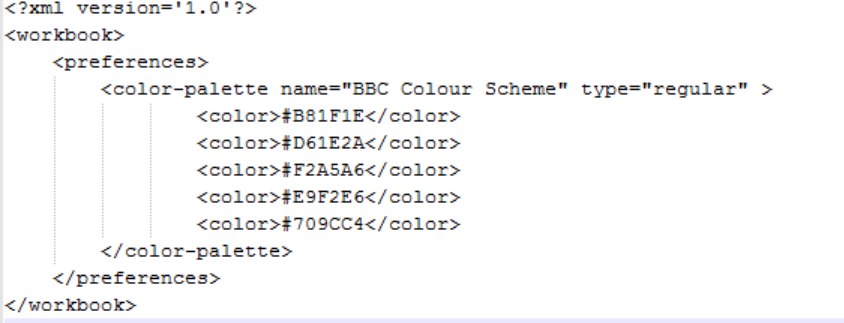 <?xml version='1.0'?>
<workbook>
<preferences>
<color-palette name="BBC Colour Scheme" type="regular" >
<color>#B81F1E</color>
<color>#D61E2A</color>
<color>#F2A5A6</color>
<color>#E9F2E6</color>
<color>#709CC4</color>
</color-palette>
</preferences>
</workbook>